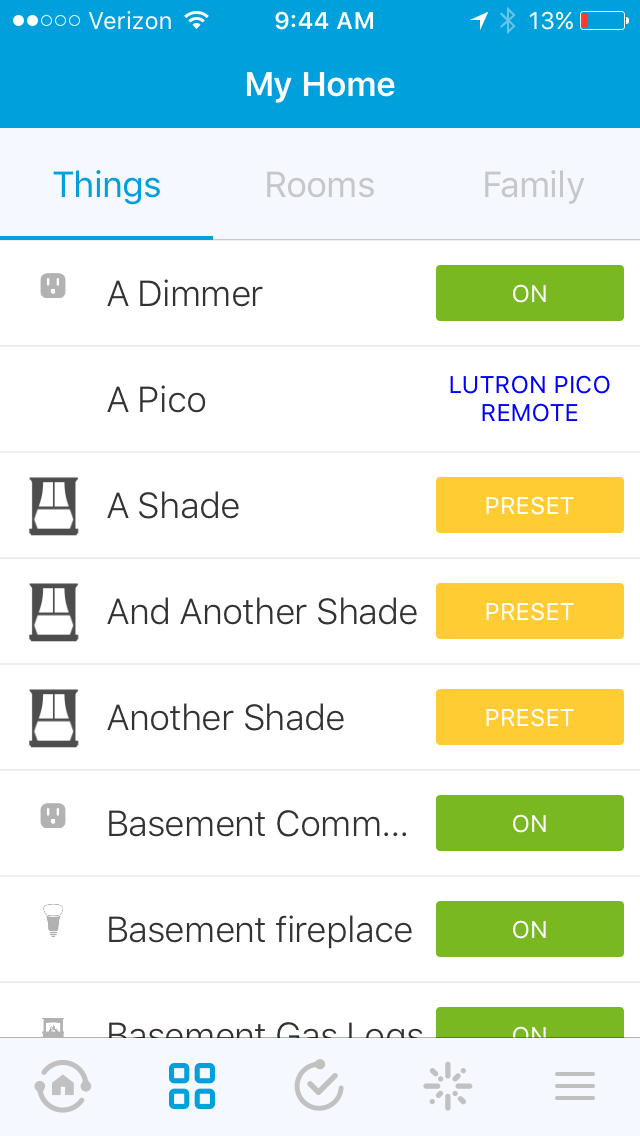 Verizon 9:44 AM 13%
My Home
Things Rooms Family
A Dimmer ON
A Pico LUTRON PICO
REMOTE
A Shade PRESET
And Another Shade PRESET
Another Shade PRESET
Basement Comm... ON
Basement fireplace ON
Basement Gas Logs ON